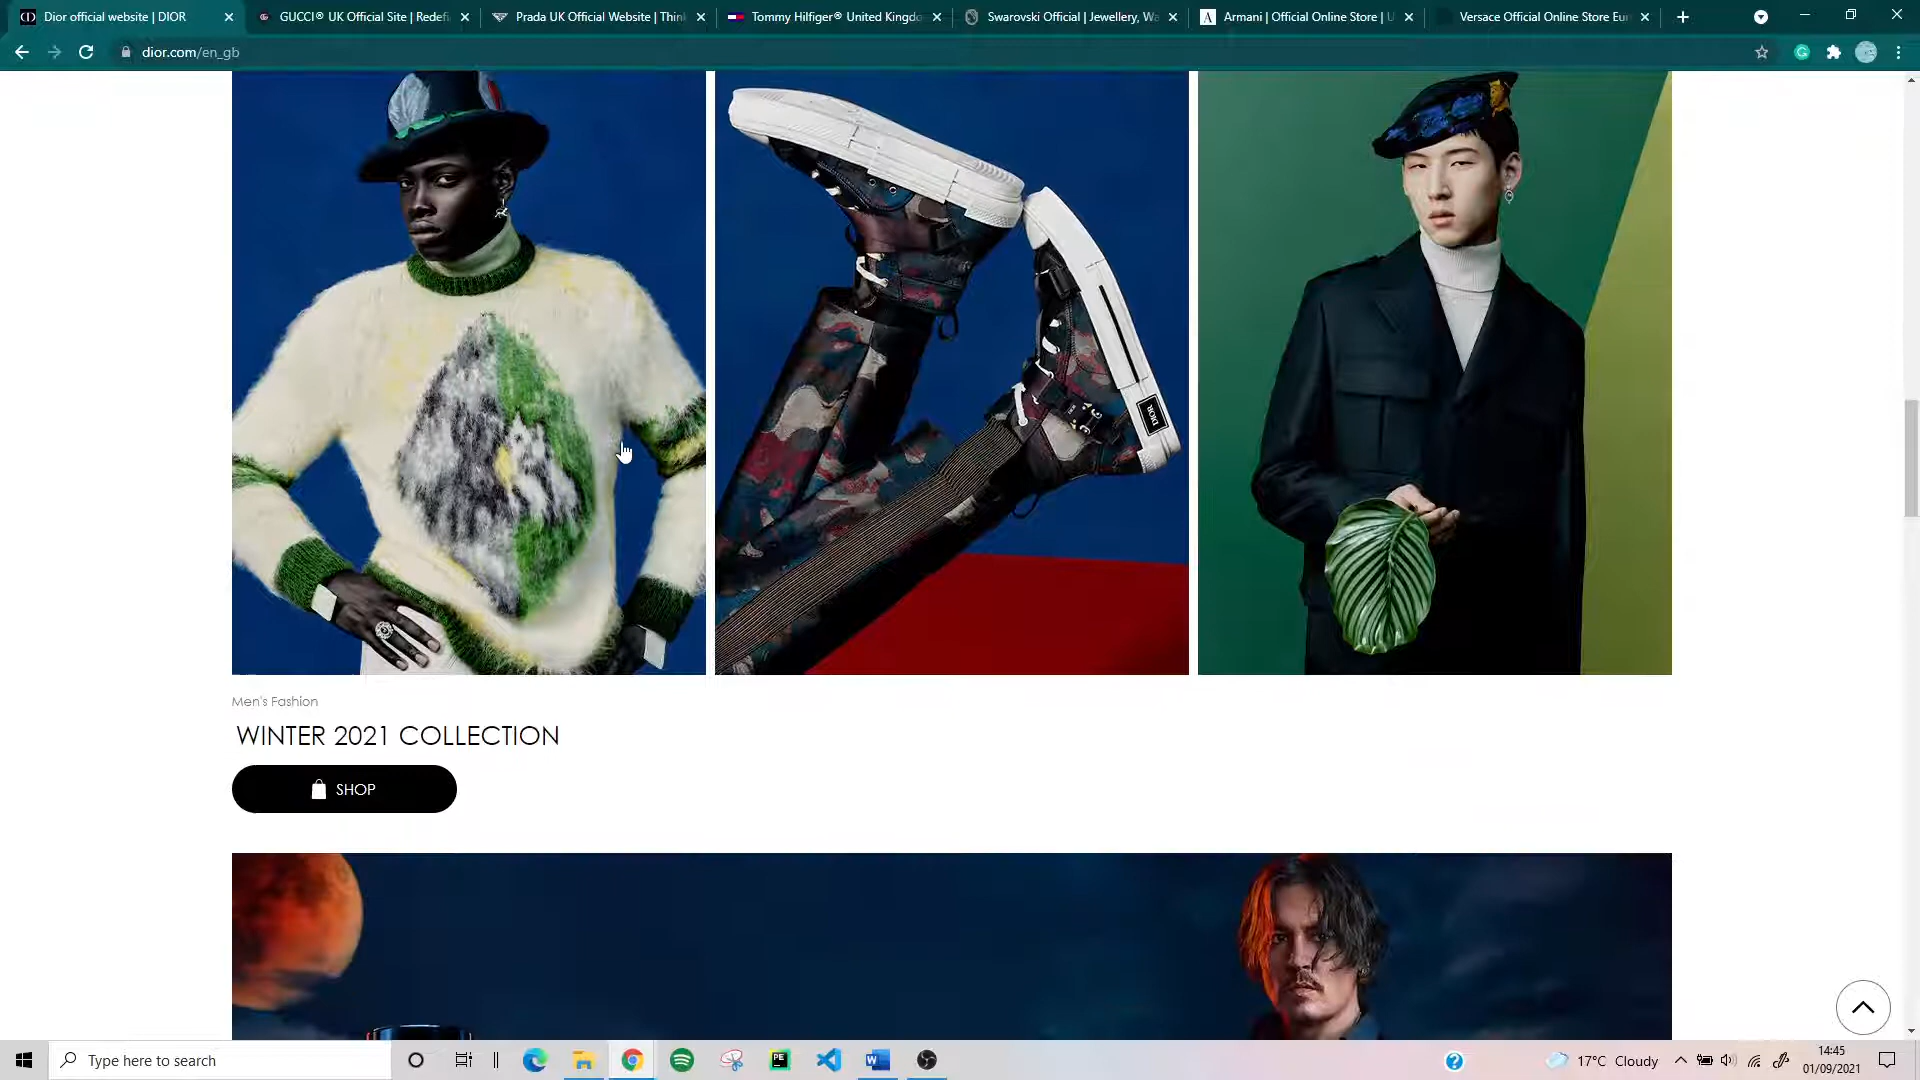 Dior official website | DIOR
GUCCI® UK Official Site | Redefi
Prada UK Official Website | Thin
Tommy Hilfiger® United Kingdo
Swarovski Official | Jewellery, Wa
Armani | Official Online Store | U
Versace Official Online Store Eur
dior.com/en_gb
DIOR
Men's Fashion
WINTER 2021 COLLECTION
SHOP
Type here to search
17°C Cloudy
14:45
01/09/2021